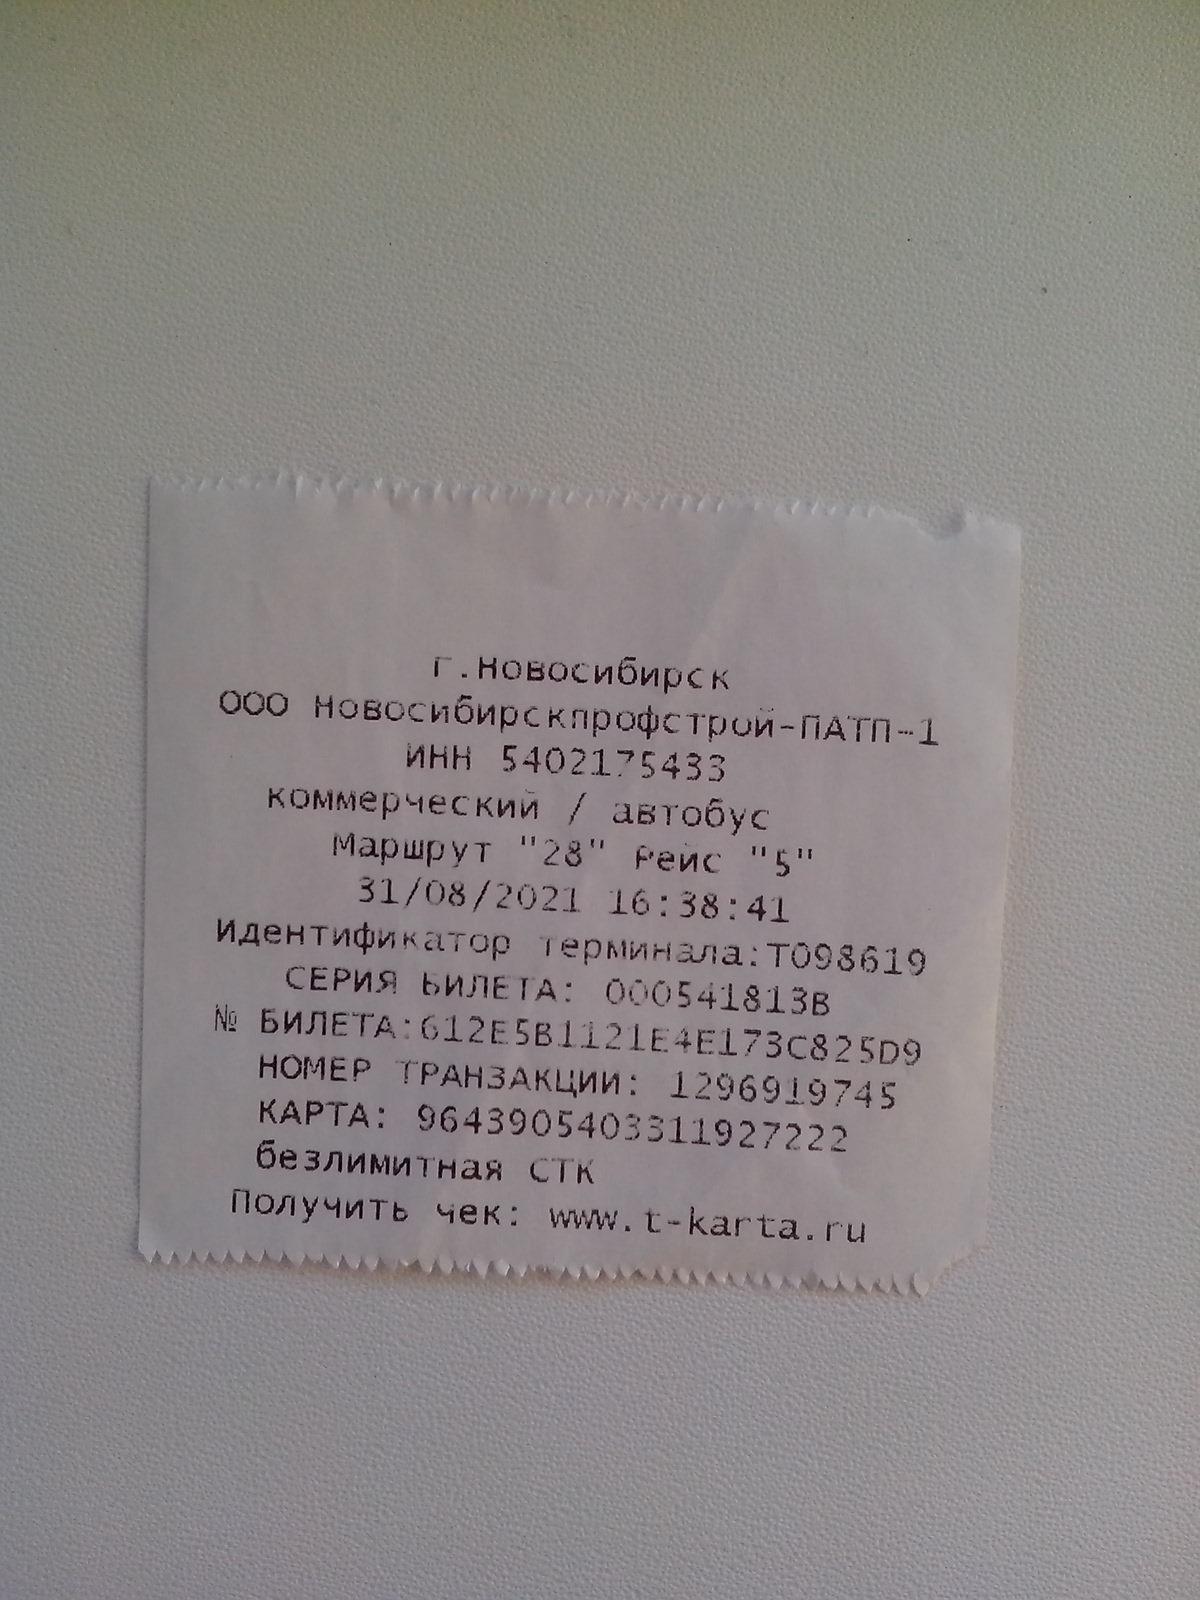 г.Новосибирск
ООО Новосибирскпрофстрой-ПАТП-1
ИНН 5402175433
коммерческий / автобус
Маршрут "28" Рейс "5"
31/08/2021 16:38:41
Идентификатор терминала:T098619
СЕРИЯ БИЛЕТА: 000541813B
№ БИЛЕТА:612E5B1121E4E173C825D9
НОМЕР ТРАНЗАКЦИИ: 1296919745
КАРТА: 9643905403311927222
безлимитная СТК
Получить чек: www.t-karta.ru